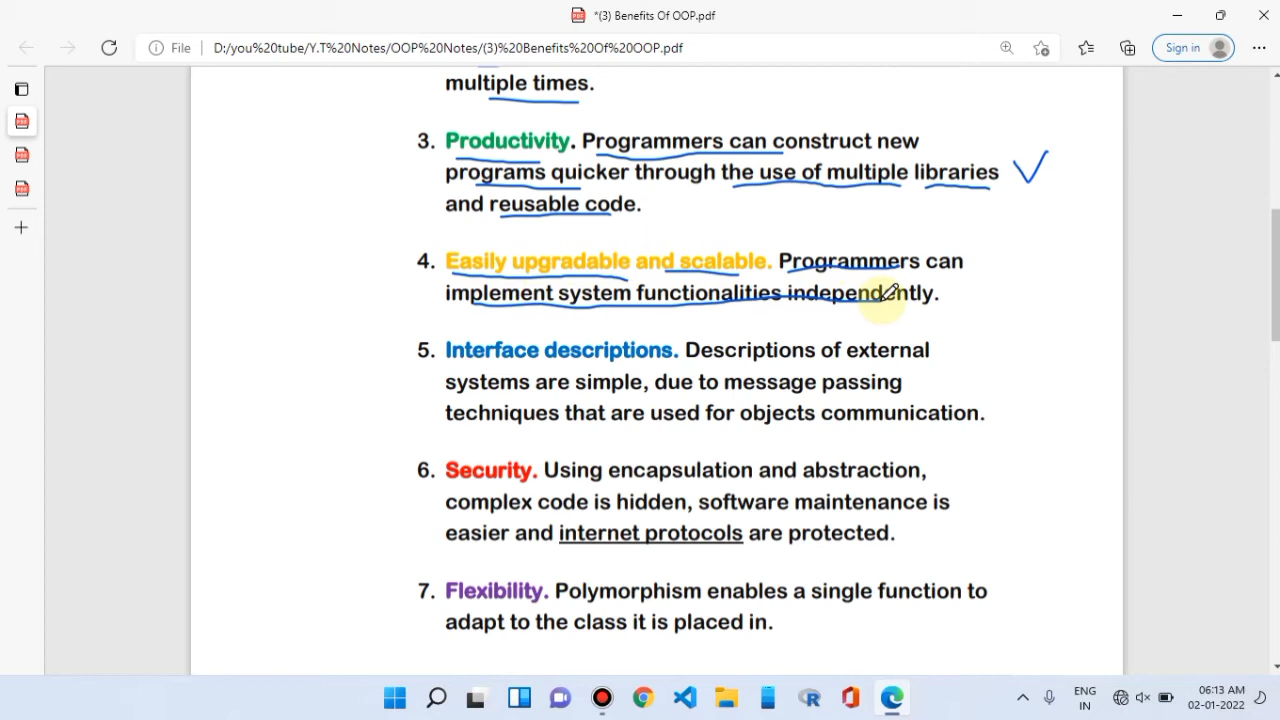 *(3) Benefits Of OOP.pdf
File D:/you%20tube/Y.T%20Notes/OOP%20Notes/(3)%20Benefits%20Of%20OOP.pdf Sign in
multiple times.
3. Productivity. Programmers can construct new
programs quicker through the use of multiple libraries
and reusable code.
4. Easily upgradable and scalable. Programmers can
implement system functionalities independently.
5. Interface descriptions. Descriptions of external
systems are simple, due to message passing
techniques that are used for objects communication.
6. Security. Using encapsulation and abstraction,
complex code is hidden, software maintenance is
easier and internet protocols are protected.
7. Flexibility. Polymorphism enables a single function to
adapt to the class it is placed in.
ENG 06:13 AM
IN 02-01-2022